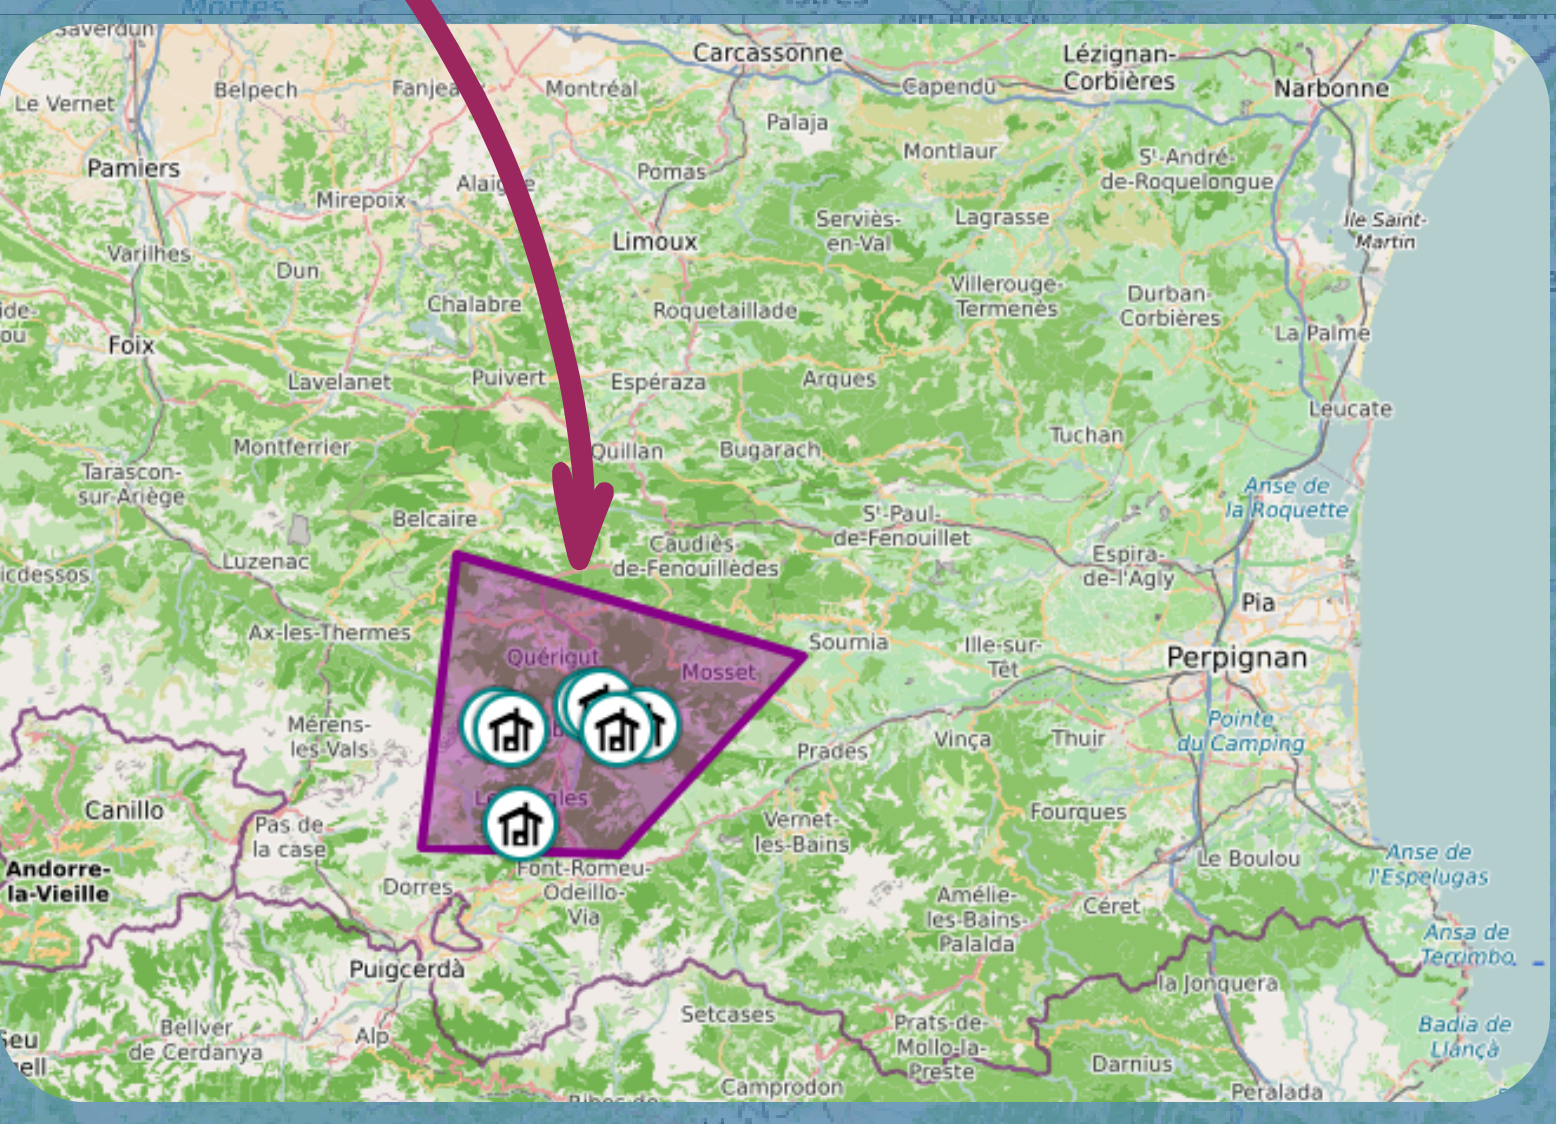 Mortes
Saverdun
Carcassonne
Lézignan-
Corbières
Narbonne
Belpech
Montréal
Capendu
Le Vernet
Palaja
Montlaur
Pamiers
Pomas
Sᵗ-André-
de-Roquelongue
Mirepoix
Lagrasse
Serviès-
en-Val
Ile Saint-
Martin
Limoux
Varilhes
Dun
Chalabre
Villerouge-
Termenès
Durban-
Corbières
Roquetaillade
La Palme
Foix
Lavelanet
Puivert
Espéraza
Arques
Leucate
Montferrier
Quillan
Bugarach
Tuchan
Tarascon-
sur-Ariège
Anse de
la Roquette
Belcaire
Sᵗ-Paul-
de-Fenouillet
Caudiès-
de-Fenouillèdes
Luzenac
Espira-
de-l'Agly
Pia
Ax-les-Thermes
Sournia
Ille-sur-
Têt
Quérigut
Mosset
Perpignan
Mérens-
les-Vals
Prades
Vinça
Thuir
Pointe
du Camping
Canillo
Pas de
la case
Vernet-
les-Bains
Fourques
Andorre-
la-Vieille
Dorres
Font-Romeu-
Odeillo-
Via
Le Boulou
Anse de
l'Espelugas
Amélie-
les-Bains-
Palalda
Céret
Ansa de
Terrimbo
Puigcerdà
la Jonquera
Bellver
de Cerdanya
Alp
Setcases
Prats-de-
Mollo-la-
Preste
Badia de
Llançà
Darnius
Camprodon
Peralada